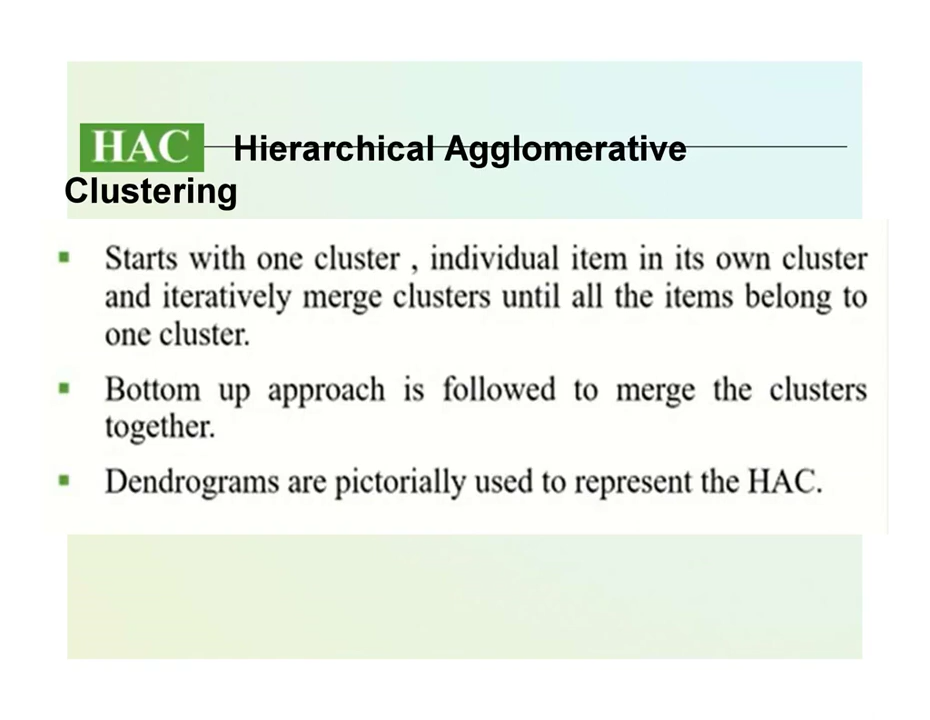 HAC Hierarchical Agglomerative
Clustering
▪ Starts with one cluster , individual item in its own cluster
and iteratively merge clusters until all the items belong to
one cluster.
▪ Bottom up approach is followed to merge the clusters
together.
▪ Dendrograms are pictorially used to represent the HAC.